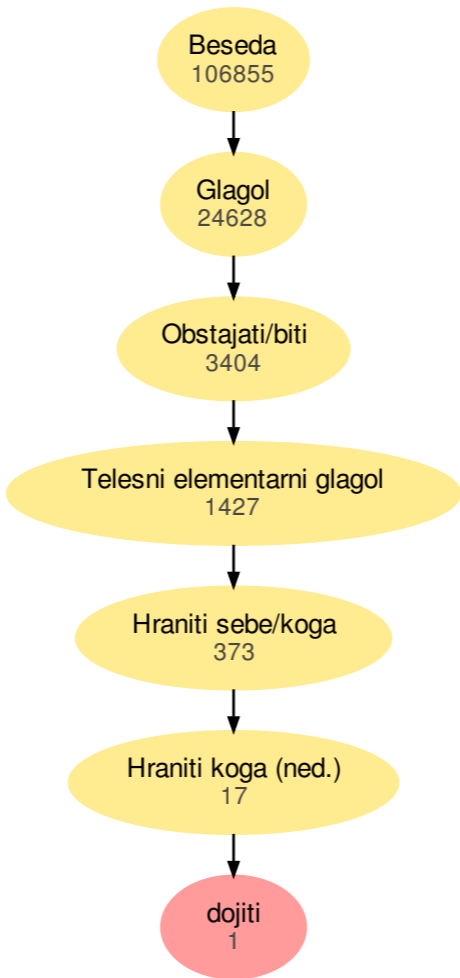 Beseda
106855
Glagol
24628
Obstajati/biti
3404
Telesni elementarni glagol
1427
Hraniti sebe/koga
373
Hraniti koga (ned.)
17
dojiti
1